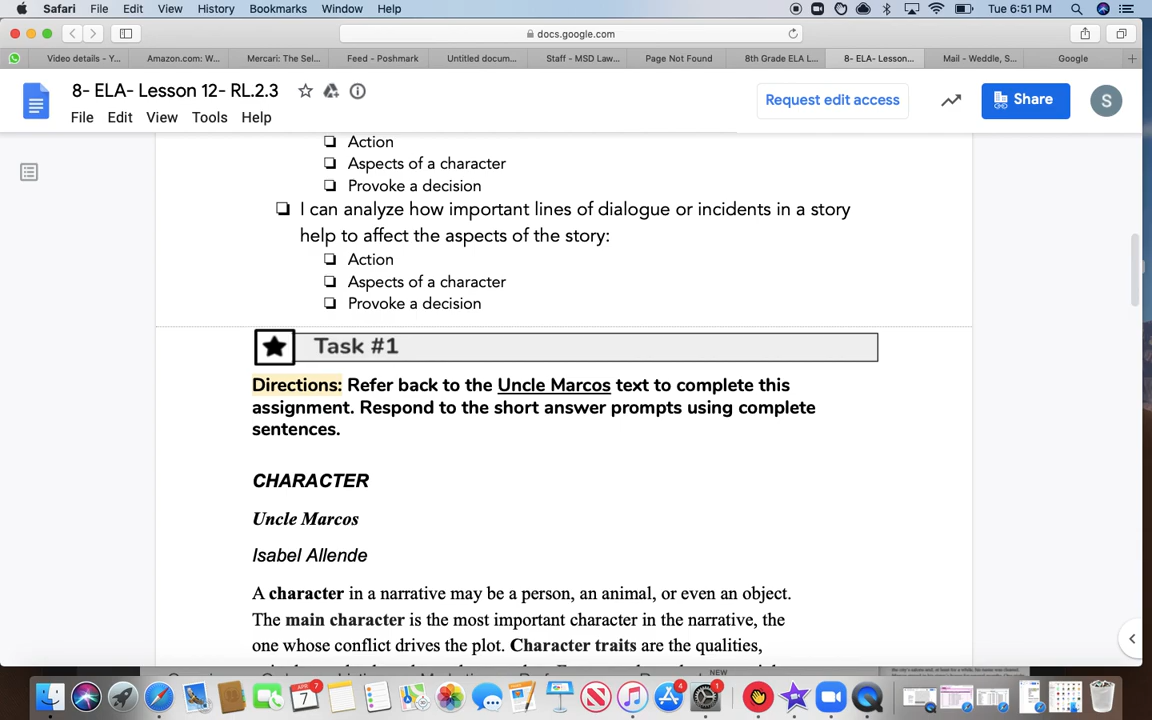 Safari File Edit View History Bookmarks Window Help Tue 6:51 PM
docs.google.com
Video details - Y... Amazon.com: W... Mercari: The Sel... Feed - Poshmark Untitled docum... Staff - MSD Law... Page Not Found 8th Grade ELA L... 8- ELA- Lesson... Mail - Weddle, S... Google
8- ELA- Lesson 12- RL.2.3
File Edit View Tools Help
Request edit access
Share
S
Action
Aspects of a character
Provoke a decision
I can analyze how important lines of dialogue or incidents in a story
help to affect the aspects of the story:
Action
Aspects of a character
Provoke a decision
Task #1
Directions: Refer back to the Uncle Marcos text to complete this
assignment. Respond to the short answer prompts using complete
sentences.
CHARACTER
Uncle Marcos
Isabel Allende
A character in a narrative may be a person, an animal, or even an object.
The main character is the most important character in the narrative, the
one whose conflict drives the plot. Character traits are the qualities,
NEW
APR 7
7
4
1